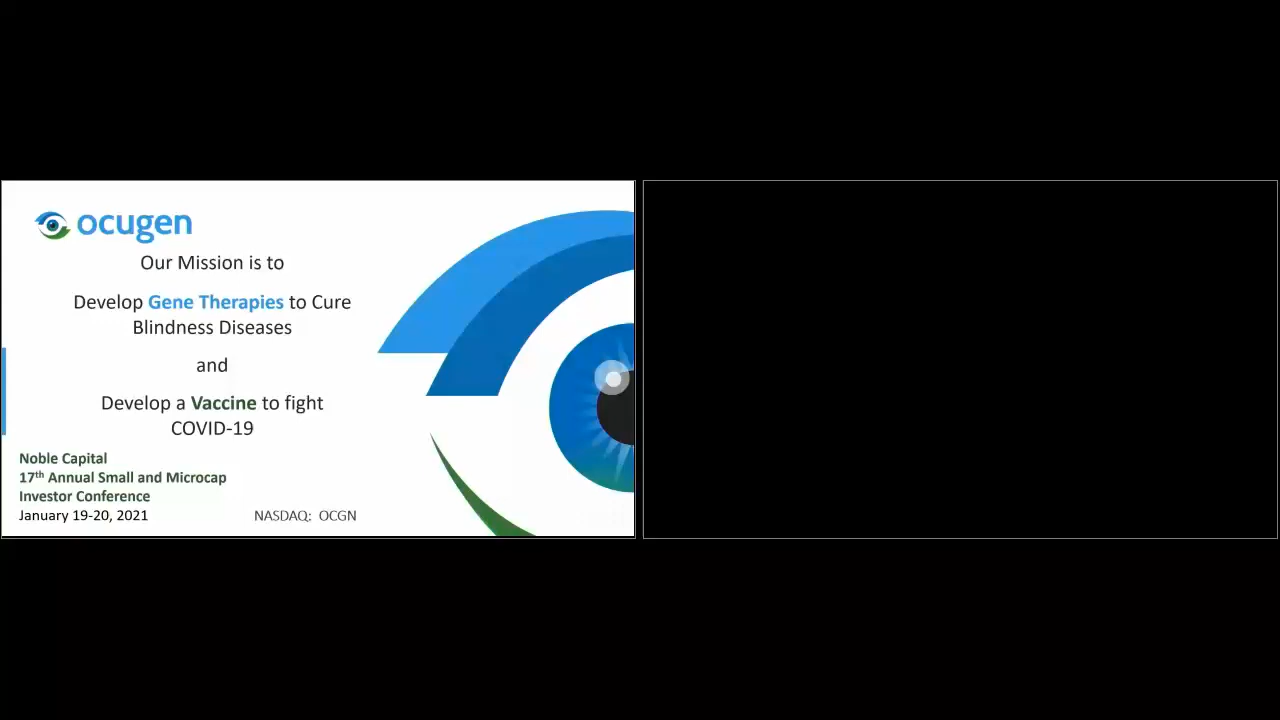 ocugen
Our Mission is to
Develop Gene Therapies to Cure
Blindness Diseases
and
Develop a Vaccine to fight
COVID-19
Noble Capital
17th Annual Small and Microcap
Investor Conference
January 19-20, 2021
NASDAQ: OCGN